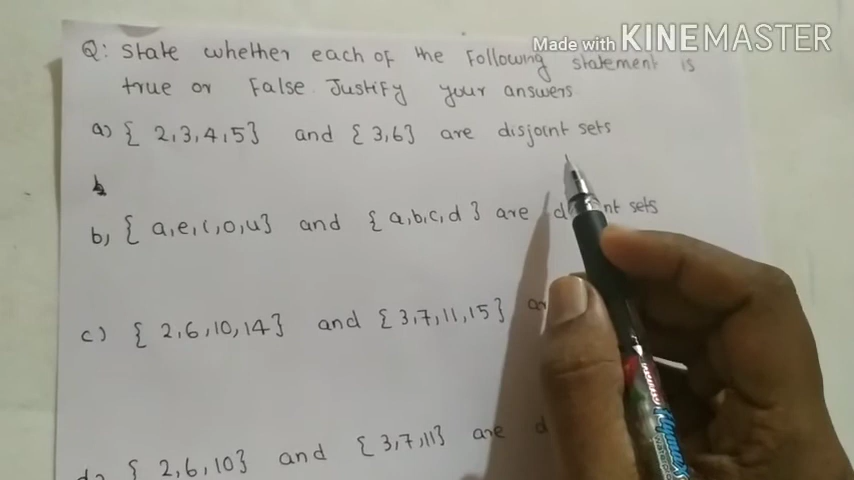 Made with KINEMASTER
Q: State whether each of the following statement is
true or False. Justify your answers
a) { 2,3,4,5} and { 3,6} are disjoint sets
b) { a,e,i,o,u} and { a,b,c,d } are sets
c) { 2,6,10,14} and { 3,7,11,15}
d) { 2,6,10} and { 3,7,11} are